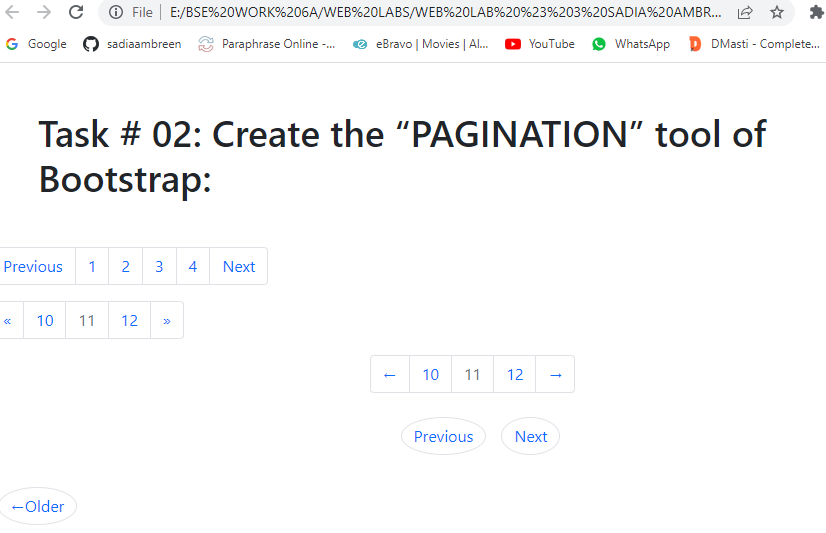 File | E:/BSE%20WORK%206A/WEB%20LABS/WEB%20LAB%20%23%203%20SADIA%20AMBR...
Google sadiaambreen Paraphrase Online -... eBravo | Movies | Al... YouTube WhatsApp DMasti - Complete...
Task # 02: Create the “PAGINATION” tool of
Bootstrap:
Previous 1 2 3 4 Next
« 10 11 12 »
← 10 11 12 →
Previous Next
←Older